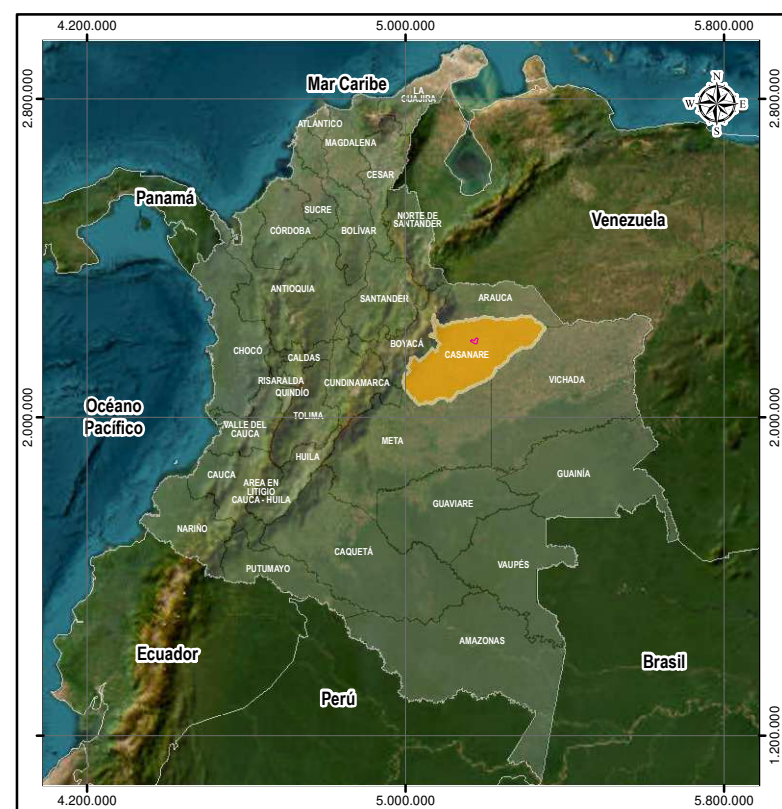 4.200.000
5.000.000
5.800.000
Mar Caribe
LA
GUAJIRA
N
W
E
S
2.800.000
2.800.000
ATLÁNTICO
MAGDALENA
CESAR
Panamá
SUCRE
NORTE DE
SANTANDER
Venezuela
CÓRDOBA
BOLÍVAR
ANTIOQUIA
SANTANDER
ARAUCA
CHOCÓ
BOYACÁ
CALDAS
CASANARE
RISARALDA
CUNDINAMARCA
VICHADA
QUINDÍO
Océano
Pacífico
TOLIMA
2.000.000
2.000.000
VALLE DEL
CAUCA
META
HUILA
CAUCA
GUAINÍA
AREA EN
LITIGIO
CAUCA - HUILA
GUAVIARE
NARIÑO
CAQUETÁ
VAUPÉS
PUTUMAYO
AMAZONAS
Ecuador
Brasil
Perú
1.200.000
1.200.000
4.200.000
5.000.000
5.800.000